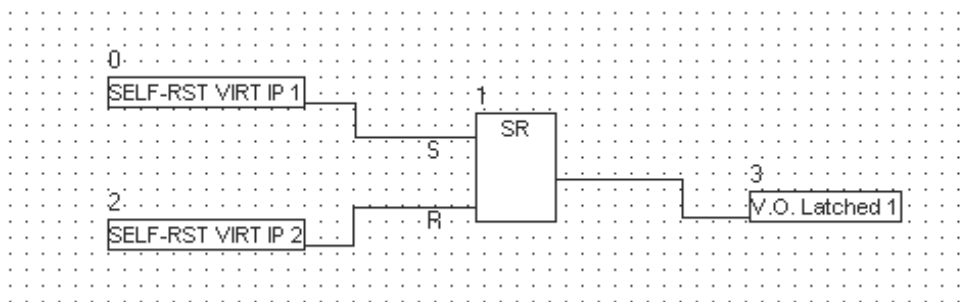 0
SELF-RST VIRT IP 1
1
SR
S
3
V.O. Latched 1
2
R
SELF-RST VIRT IP 2